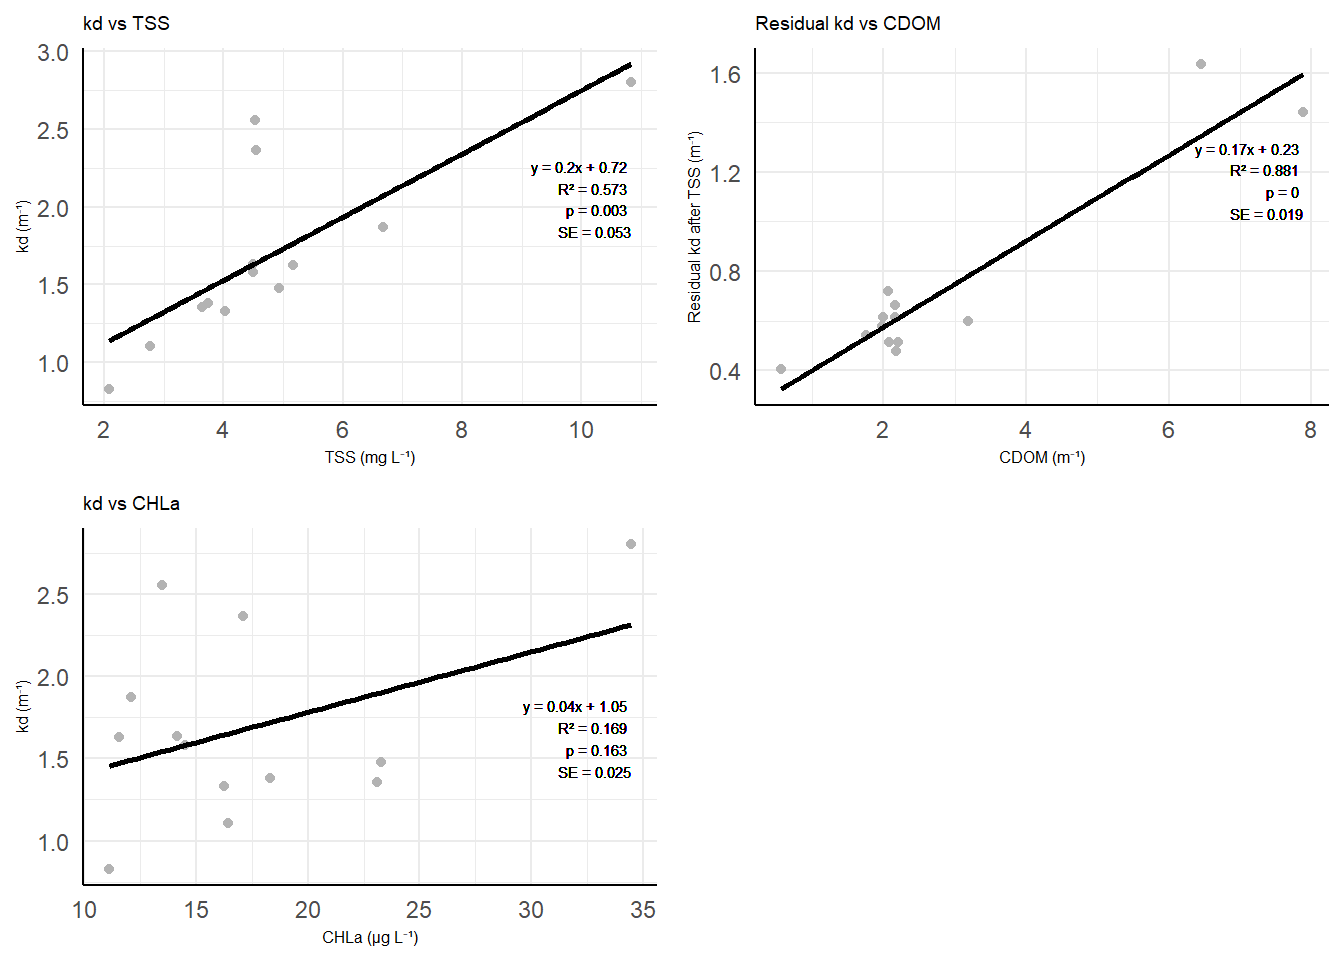 kd vs TSS
3.0
2.5
2.0
1.5
1.0
kd (m⁻¹)
y = 0.2x + 0.72
R² = 0.573
p = 0.003
SE = 0.053
2 4 6 8 10
TSS (mg L⁻¹)
Residual kd vs CDOM
1.6
1.2
0.8
0.4
Residual kd after TSS (m⁻¹)
y = 0.17x + 0.23
R² = 0.881
p = 0
SE = 0.019
2 4 6 8
CDOM (m⁻¹)
kd vs CHLa
2.5
2.0
1.5
1.0
kd (m⁻¹)
y = 0.04x + 1.05
R² = 0.169
p = 0.163
SE = 0.025
10 15 20 25 30 35
CHLa (µg L⁻¹)